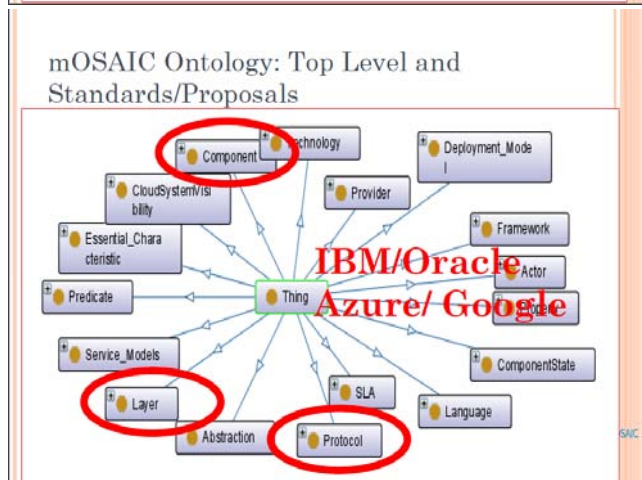 mOSAIC Ontology: Top Level and
Standards/Proposals
Component
Technology
Deployment_Mode
l
CloudSystemVisi
bility
Provider
Essential_Chara
cteristic
Framework
IBM/Oracle
Actor
Predicate
Thing
Azure/ Google
Property
Service_Models
ComponentState
Layer
SLA
Language
Abstraction
Protocol